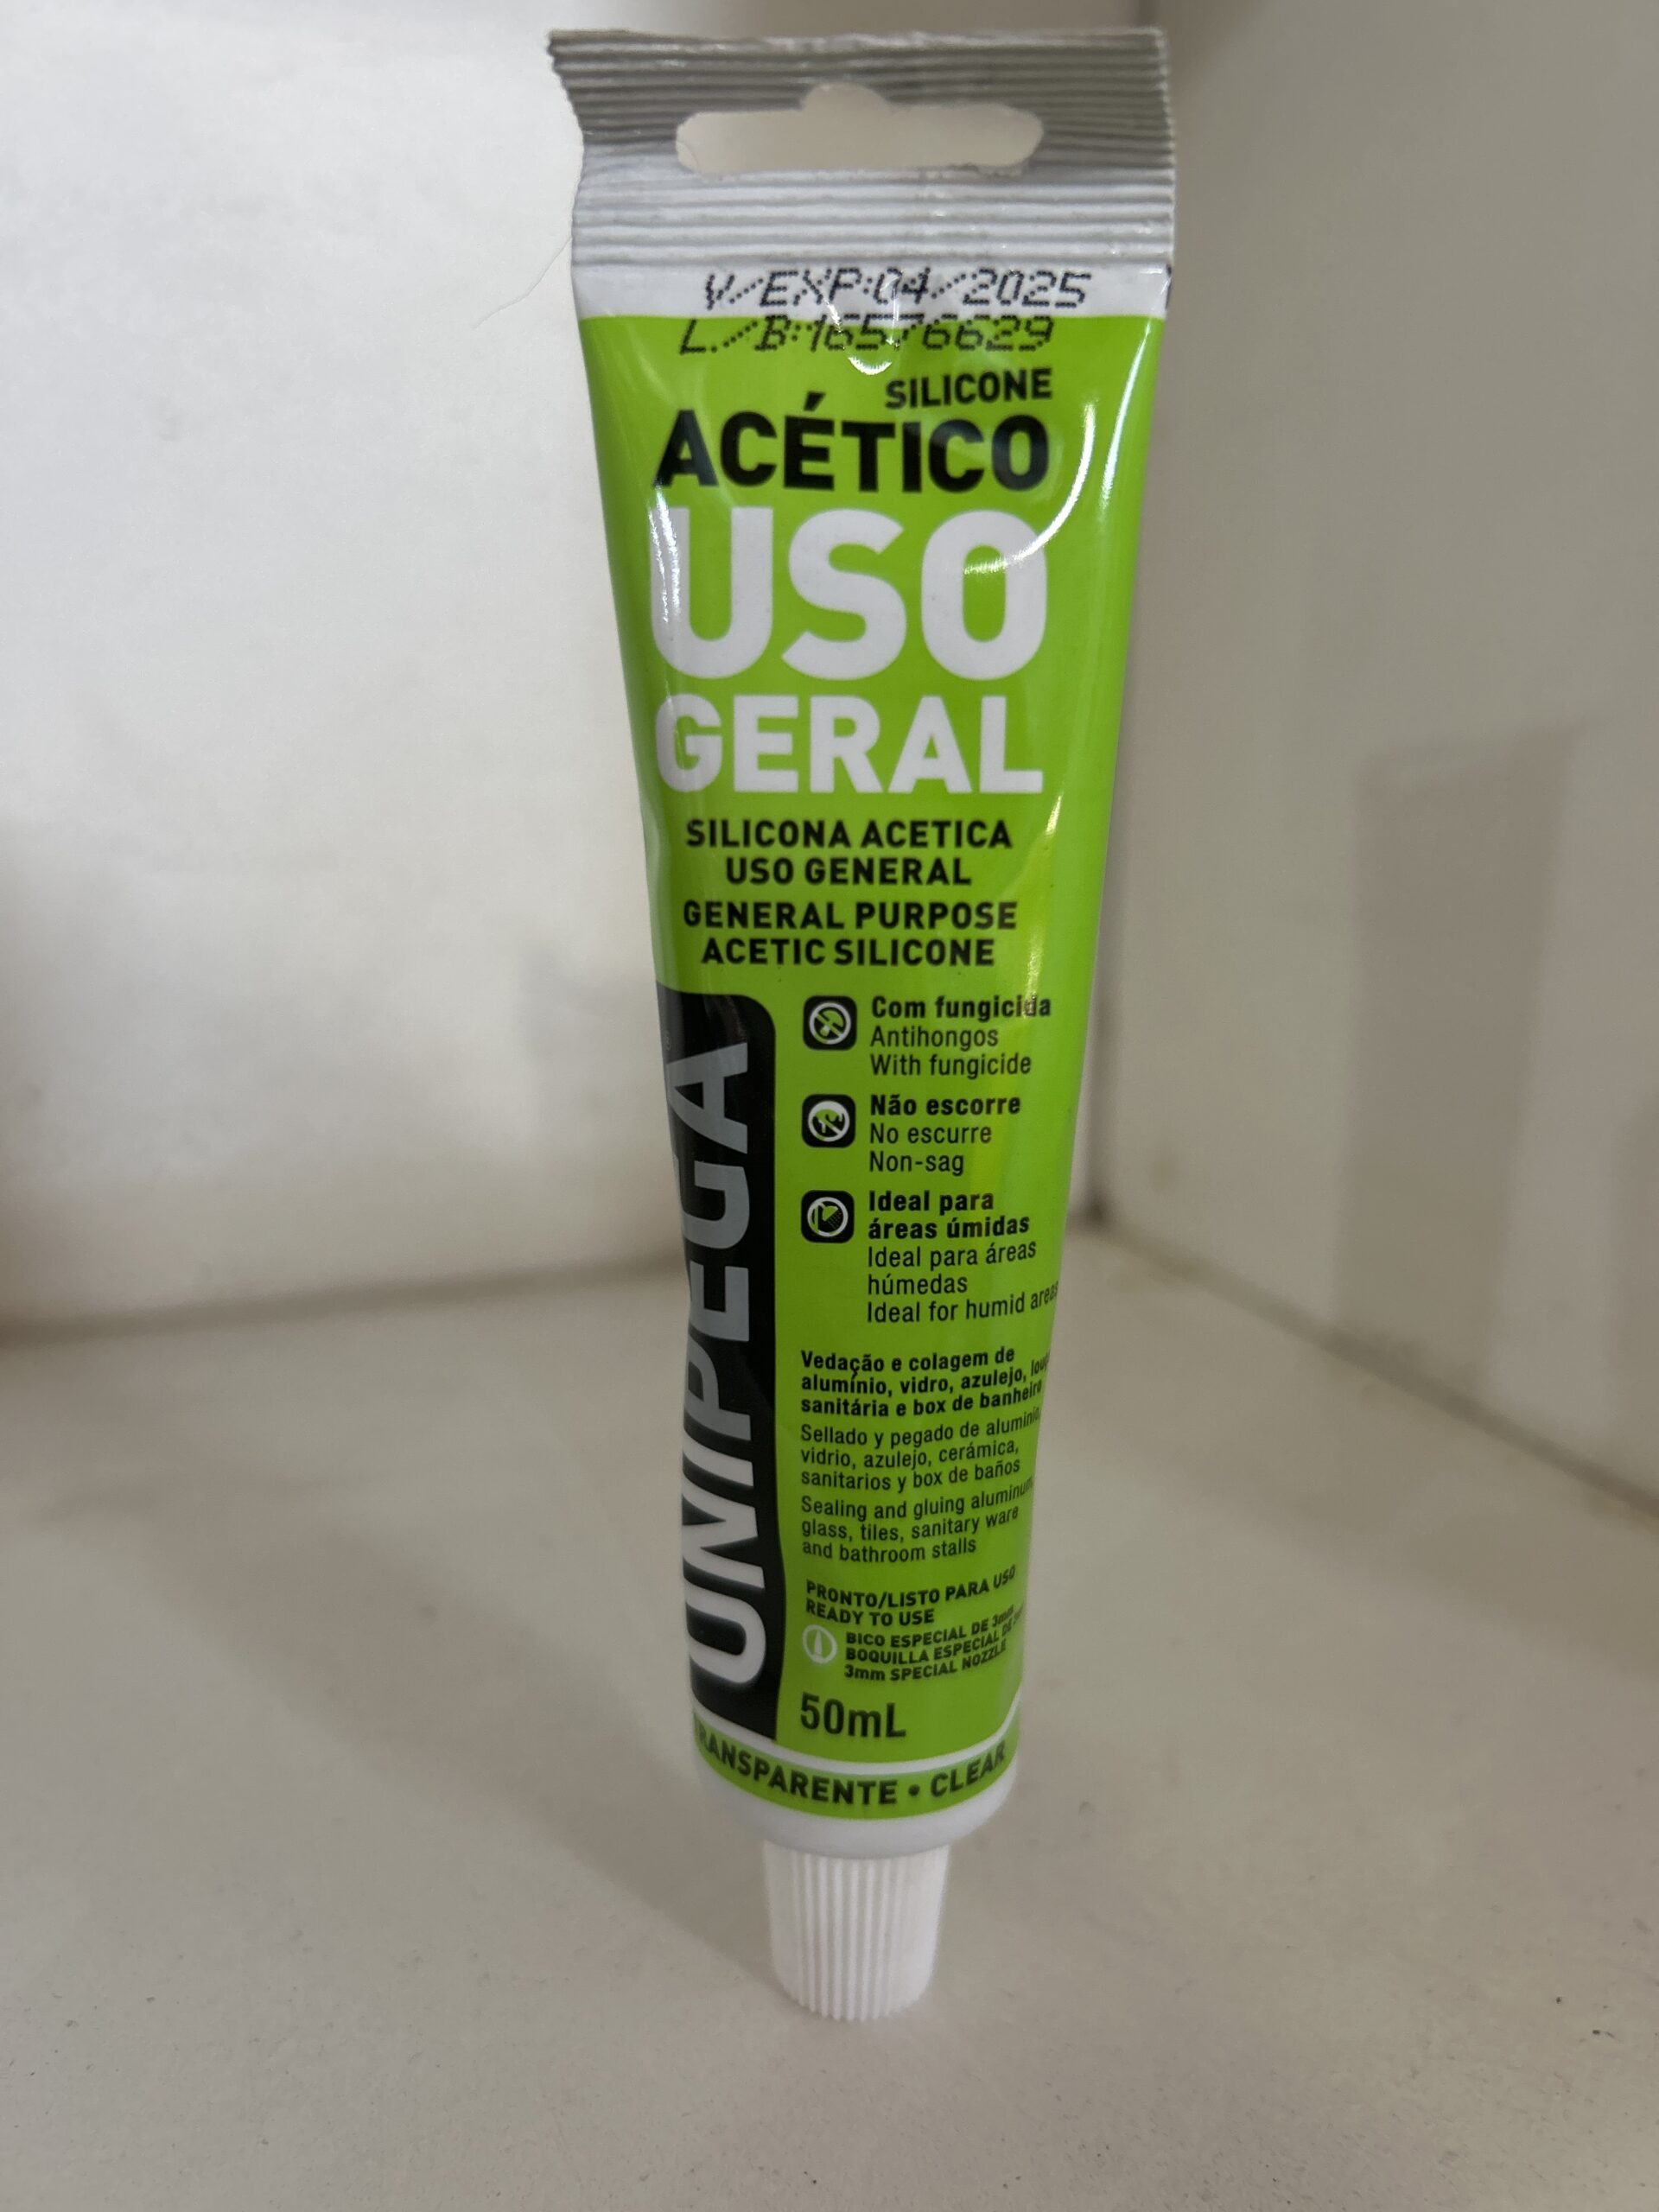 V/EXP:04/2025
L./B:16576629
SILICONE
ACÉTICO
USO
GERAL
SILICONA ACETICA
USO GENERAL
GENERAL PURPOSE
ACETIC SILICONE
UNIPEGA
Com fungicida
Antihongos
With fungicide
Não escorre
No escurre
Non-sag
Ideal para
áreas úmidas
Ideal para áreas
húmedas
Ideal for humid areas
Vedação e colagem de
alumínio, vidro, azulejo,
sanitária e box de banheiro
Sellado y pegado de aluminio,
vidrio, azulejo, cerámica,
sanitarios y box de baños
Sealing and gluing aluminum,
glass, tiles, sanitary ware
and bathroom stalls
PRONTO/LISTO PARA USO
READY TO USE
BICO ESPECIAL DE 3mm
BOQUILLA ESPECIAL DE
3mm SPECIAL NOZZLE
50mL
TRANSPARENTE • CLEAR